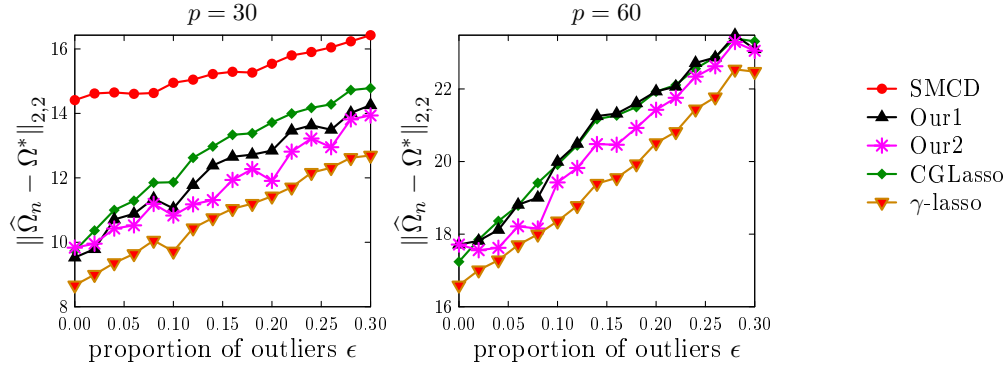 p = 30
‖Ω̂ₙ − Ω*‖₂,₂
16
14
12
10
8
0.00 0.05 0.10 0.15 0.20 0.25 0.30
proportion of outliers ϵ
p = 60
‖Ω̂ₙ − Ω*‖₂,₂
22
20
18
16
0.00 0.05 0.10 0.15 0.20 0.25 0.30
proportion of outliers ϵ
SMCD
Our1
Our2
CGLasso
γ-lasso